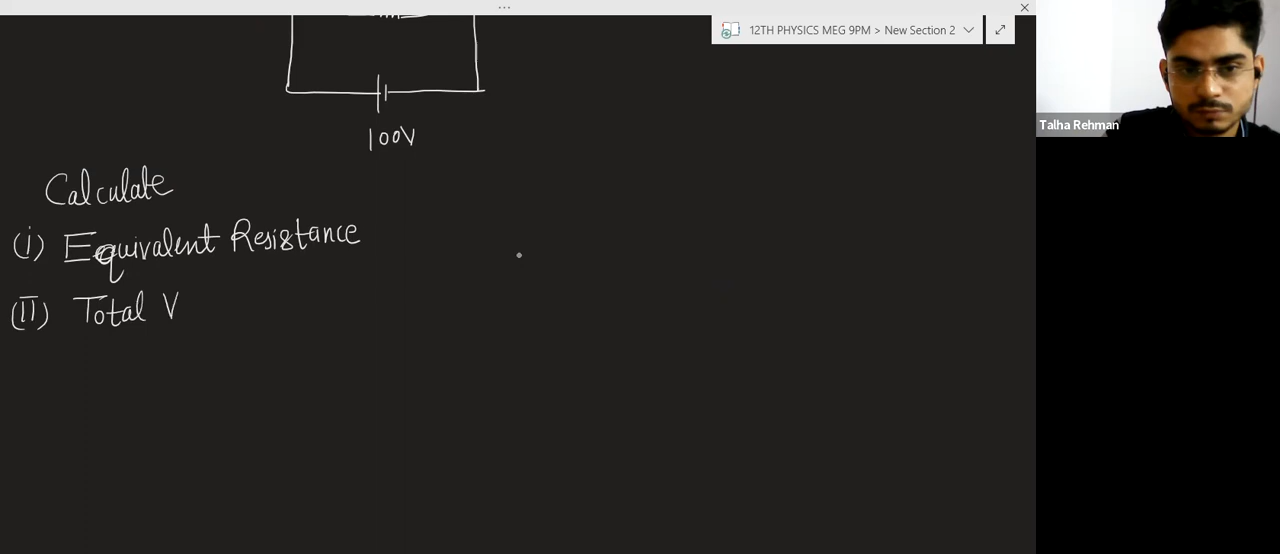 12TH PHYSICS MEG 9PM > New Section 2
Talha Rehman
100V
Calculate
(i) Equivalent Resistance
(II) Total V